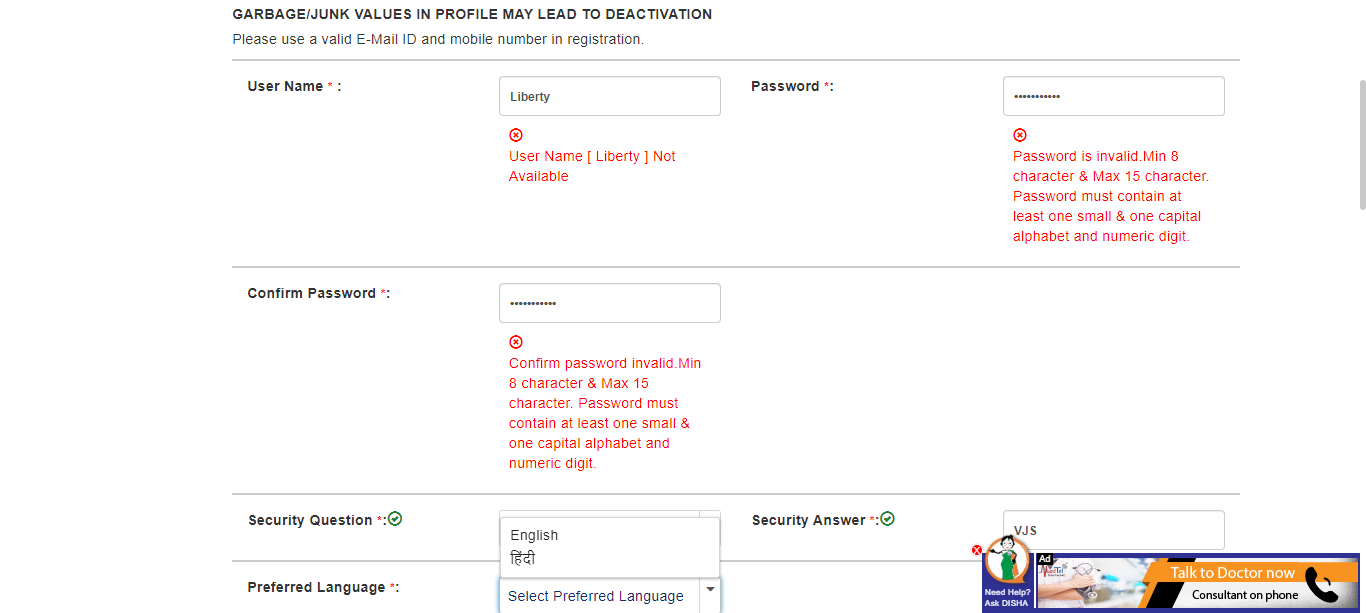 GARBAGE/JUNK VALUES IN PROFILE MAY LEAD TO DEACTIVATION
Please use a valid E-Mail ID and mobile number in registration.
User Name * :
Liberty
User Name [ Liberty ] Not
Available
Password *:
•••••••••••
Password is invalid.Min 8
character & Max 15 character.
Password must contain at
least one small & one capital
alphabet and numeric digit.
Confirm Password *:
•••••••••••
Confirm password invalid.Min
8 character & Max 15
character. Password must
contain at least one small &
one capital alphabet and
numeric digit.
Security Question *:
Security Answer *:
VJS
English
हिंदी
Preferred Language *:
Select Preferred Language
Need Help?
Ask DISHA
Ad
Talk to Doctor now
Consultant on phone